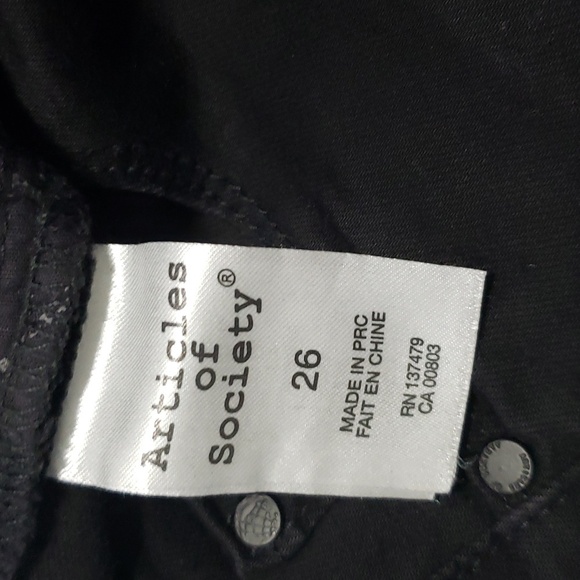 Articles
of
Society®
26
MADE IN PRC
FAIT EN CHINE
RN 137479
CA 00803